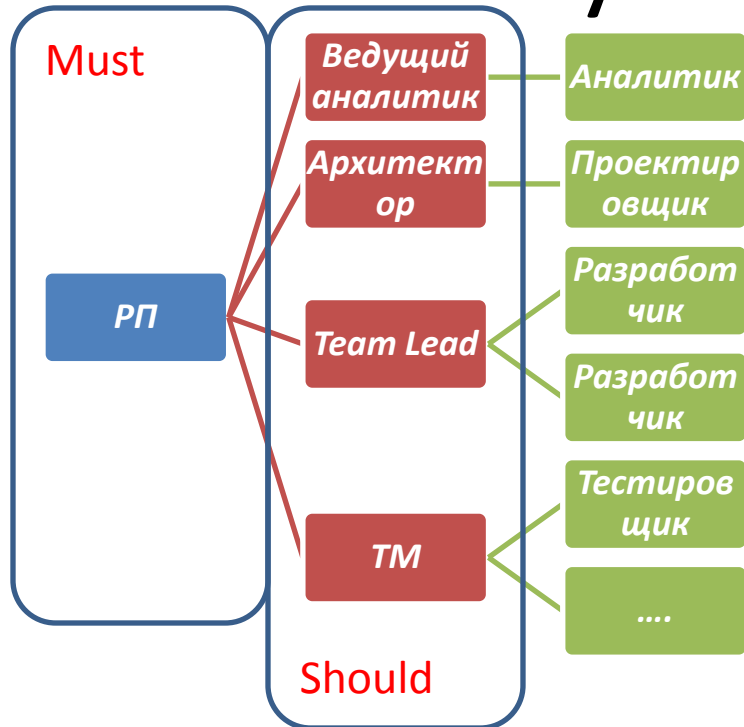 Must
Ведущий
аналитик
Аналитик
Архитект
ор
Проектир
овщик
РП
Team Lead
Разработ
чик
Разработ
чик
ТМ
Тестиров
щик
....
Should